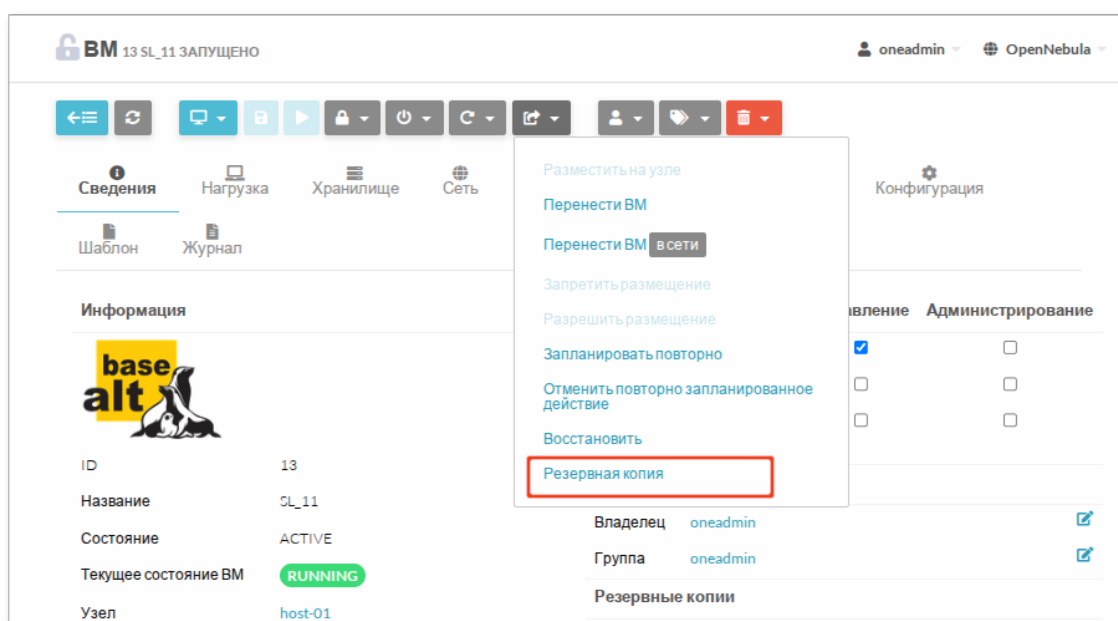 ВМ 13 SL_11 ЗАПУЩЕНО
oneadmin
OpenNebula
Сведения
Нагрузка
Хранилище
Сеть
Конфигурация
Шаблон
Журнал
Разместить на узле
Перенести ВМ
Перенести ВМ в сети
Запретить размещение
Разрешить размещение
Запланировать повторно
Отменить повторно запланированное
действие
Восстановить
Резервная копия
Информация
авление Администрирование
base
alt
ID 13
Название SL_11
Состояние ACTIVE
Текущее состояние ВМ RUNNING
Узел host-01
Владелец oneadmin
Группа oneadmin
Резервные копии